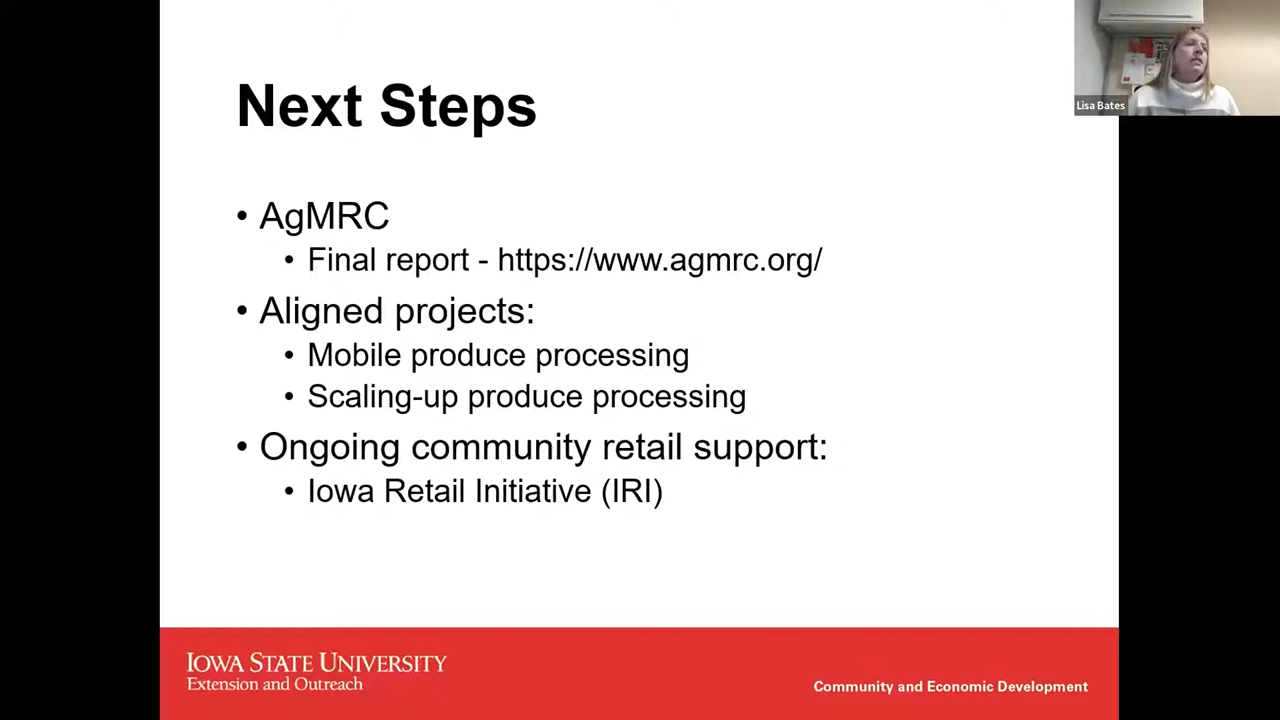 Next Steps
Lisa Bates
• AgMRC
• Final report - https://www.agmrc.org/
• Aligned projects:
• Mobile produce processing
• Scaling-up produce processing
• Ongoing community retail support:
• Iowa Retail Initiative (IRI)
IOWA STATE UNIVERSITY
Extension and Outreach
Community and Economic Development